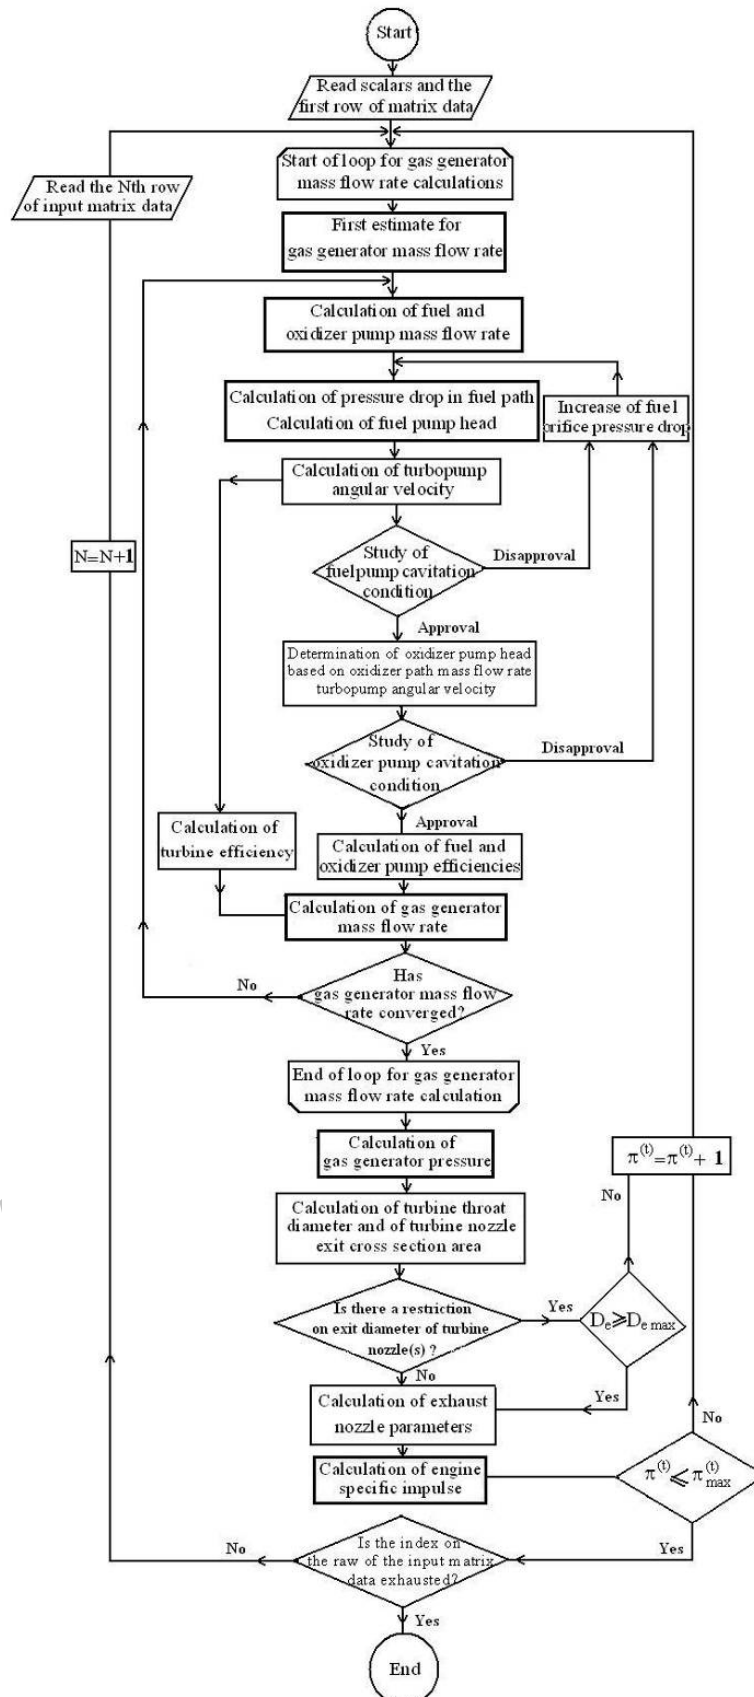 Start
Read scalars and the
first row of matrix data
Start of loop for gas generator
mass flow rate calculations
Read the Nth row
of input matrix data
First estimate for
gas generator mass flow rate
Calculation of fuel and
oxidizer pump mass flow rate
Calculation of pressure drop in fuel path
Calculation of fuel pump head
Increase of fuel
orifice pressure drop
Calculation of turbopump
angular velocity
N=N+1
Study of
fuelpump cavitation
condition
Disapproval
Approval
Determination of oxidizer pump head
based on oxidizer path mass flow rate
turbopump angular velocity
Study of
oxidizer pump cavitation
condition
Disapproval
Approval
Calculation of
turbine efficiency
Calculation of fuel and
oxidizer pump efficiencies
Calculation of gas generator
mass flow rate
Has
gas generator mass flow
rate converged?
No
Yes
End of loop for gas generator
mass flow rate calculation
Calculation of
gas generator pressure
π(t)=π(t)+ 1
No
Calculation of turbine throat
diameter and of turbine nozzle
exit cross section area
Is there a restriction
on exit diameter of turbine
nozzle(s) ?
Yes
De⩾De max
No
Yes
Calculation of exhaust
nozzle parameters
No
Calculation of engine
specific impulse
π(t)⩽π(t)max
Is the index on
the raw of the input matrix
data exhausted?
No
Yes
Yes
End